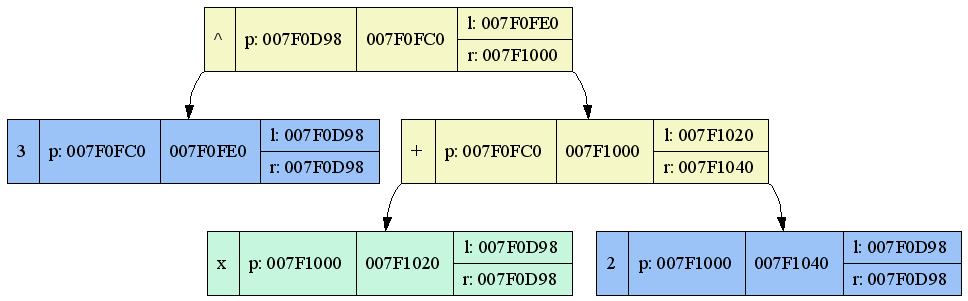 ^ p: 007F0D98 007F0FC0 l: 007F0FE0
r: 007F1000
3 p: 007F0FC0 007F0FE0 l: 007F0D98
r: 007F0D98
+ p: 007F0FC0 007F1000 l: 007F1020
r: 007F1040
x p: 007F1000 007F1020 l: 007F0D98
r: 007F0D98
2 p: 007F1000 007F1040 l: 007F0D98
r: 007F0D98